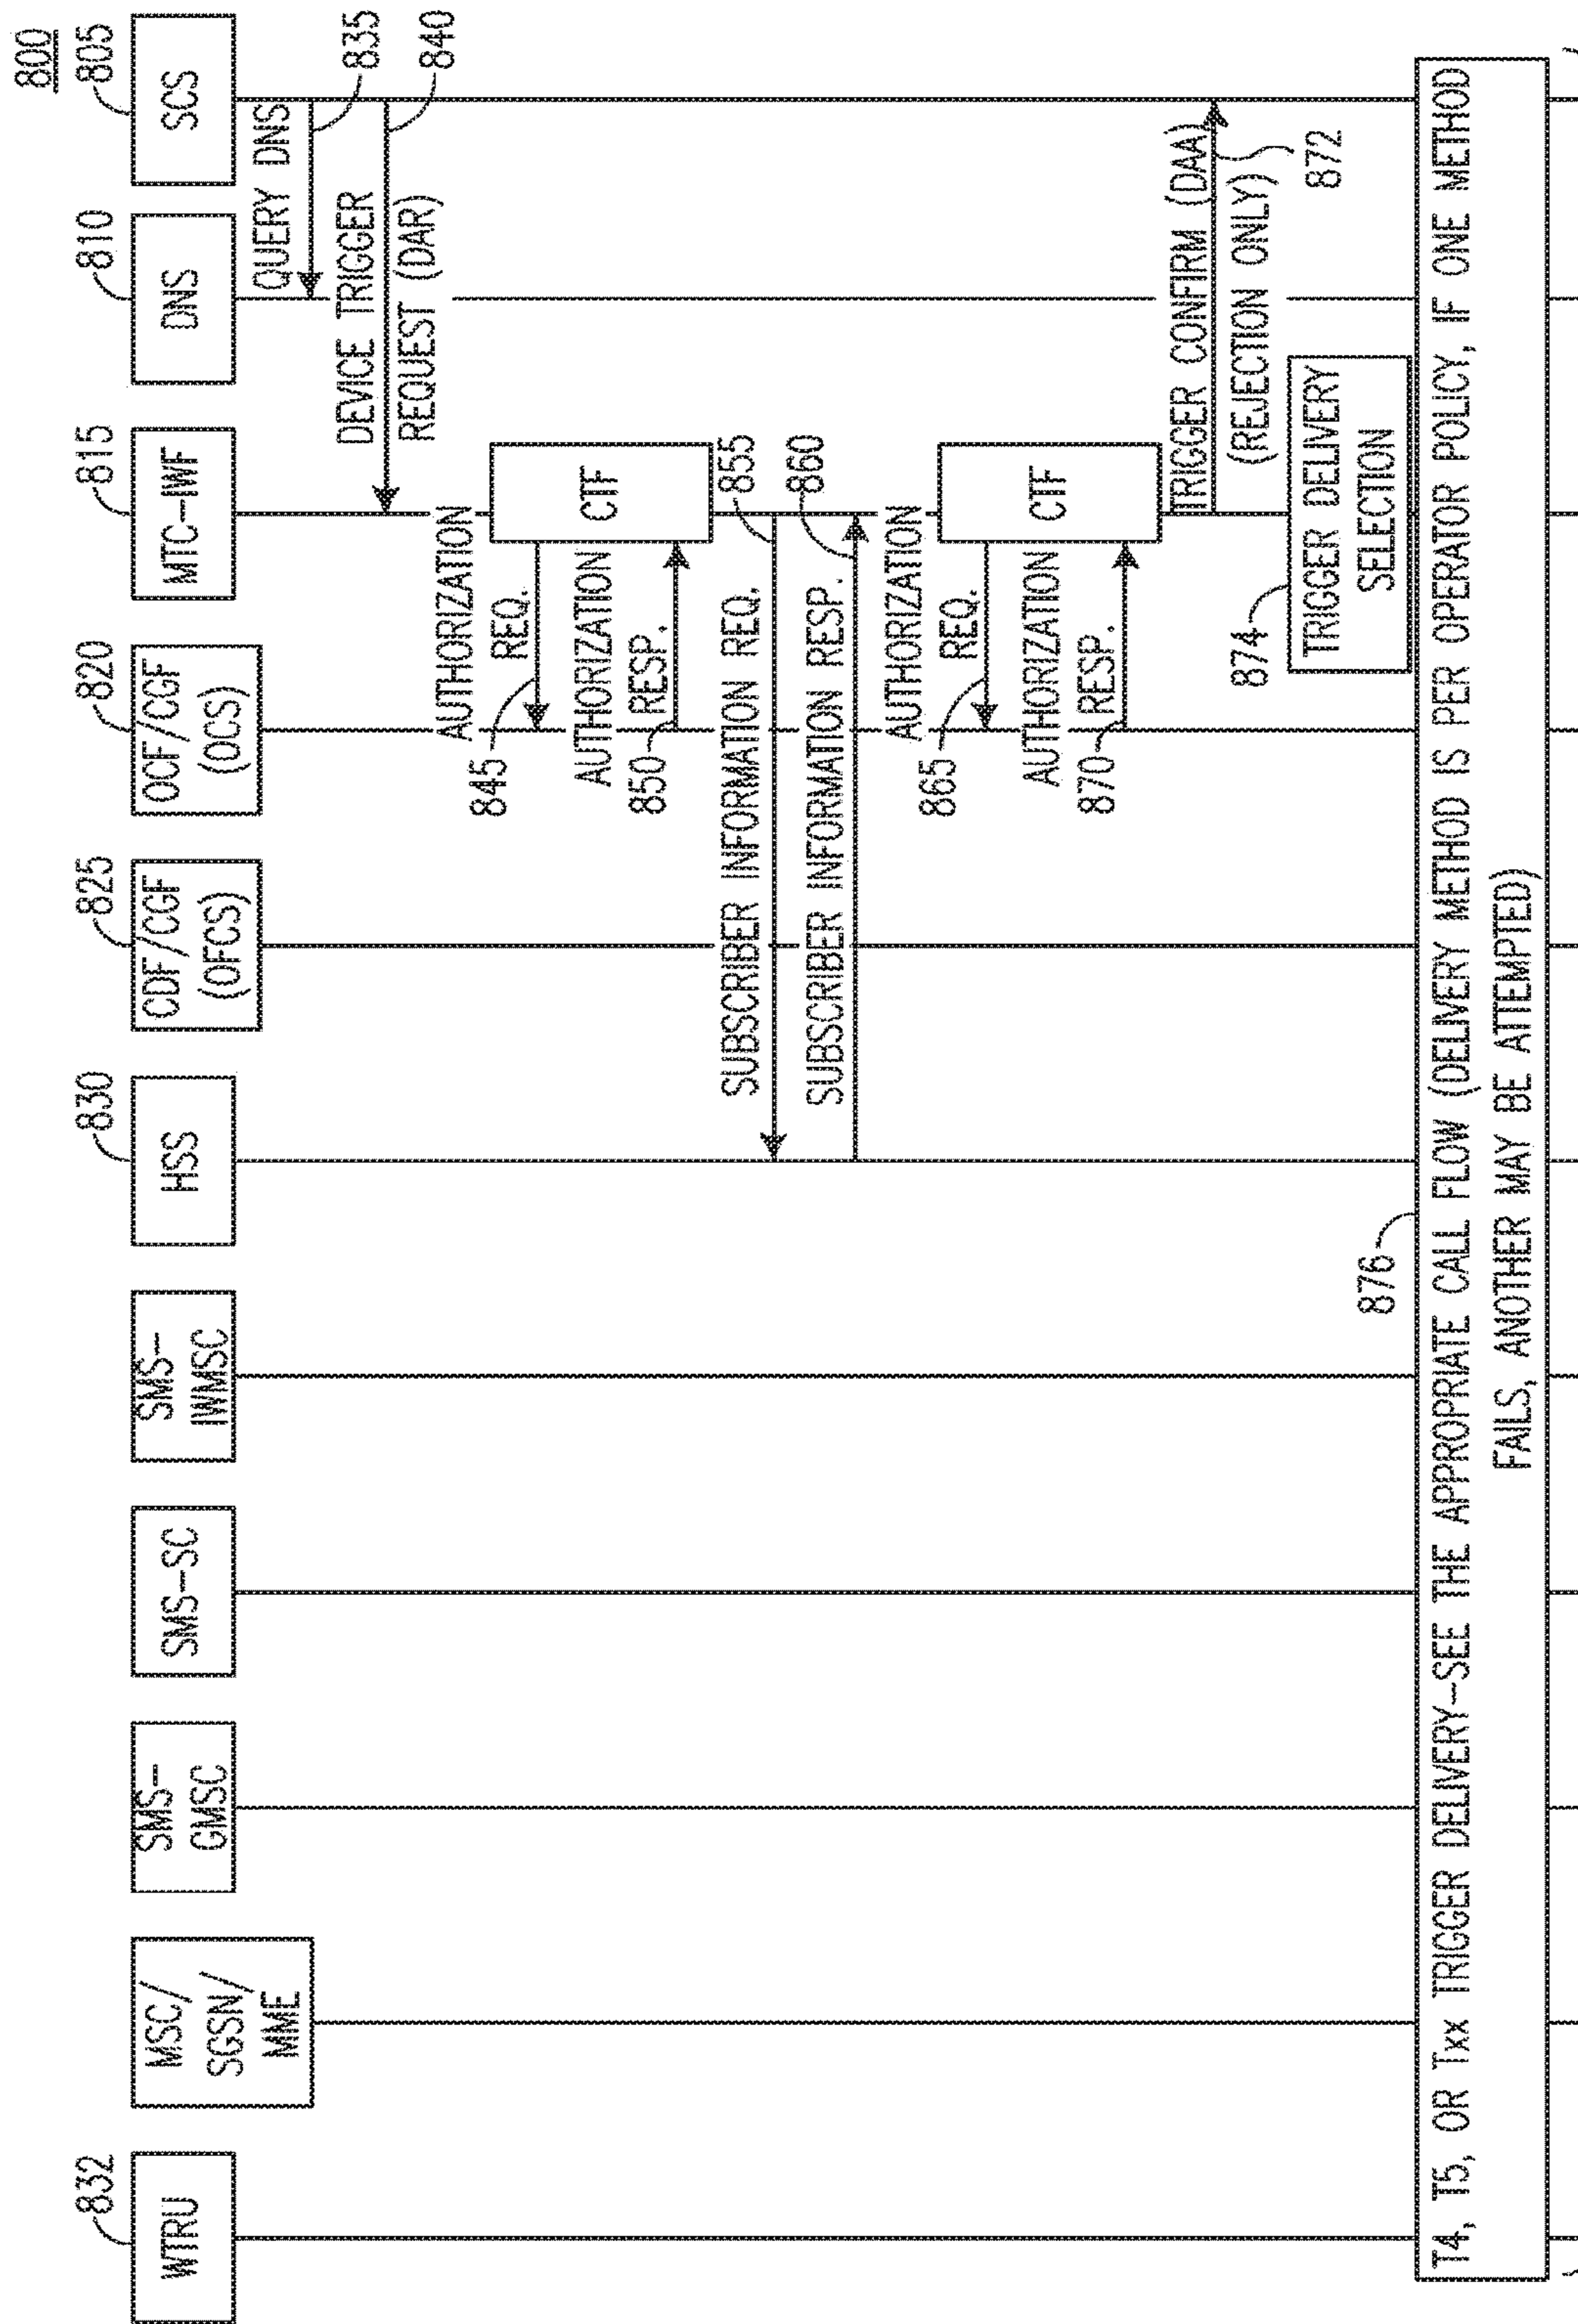 800
832
830
825
820
815
810
805
WTRU
MSC/
SGSN/
MME
SMS-
GMSC
SMS-SC
SMS-
IWMSC
HSS
CDF/CGF
(OFCS)
OCF/CGF
(OCS)
MTC-IWF
DNS
SCS
QUERY DNS
835
DEVICE TRIGGER
REQUEST (DAR)
840
AUTHORIZATION
REQ.
845
CTF
AUTHORIZATION
RESP.
850
SUBSCRIBER INFORMATION REQ.
855
SUBSCRIBER INFORMATION RESP.
860
AUTHORIZATION
REQ.
865
CTF
AUTHORIZATION
RESP.
870
TRIGGER CONFIRM (DAA)
(REJECTION ONLY)
872
874
TRIGGER DELIVERY
SELECTION
876
T4, T5, OR Txx TRIGGER DELIVERY-SEE THE APPROPRIATE CALL FLOW (DELIVERY METHOD IS PER OPERATOR POLICY, IF ONE METHOD
FAILS, ANOTHER MAY BE ATTEMPTED)